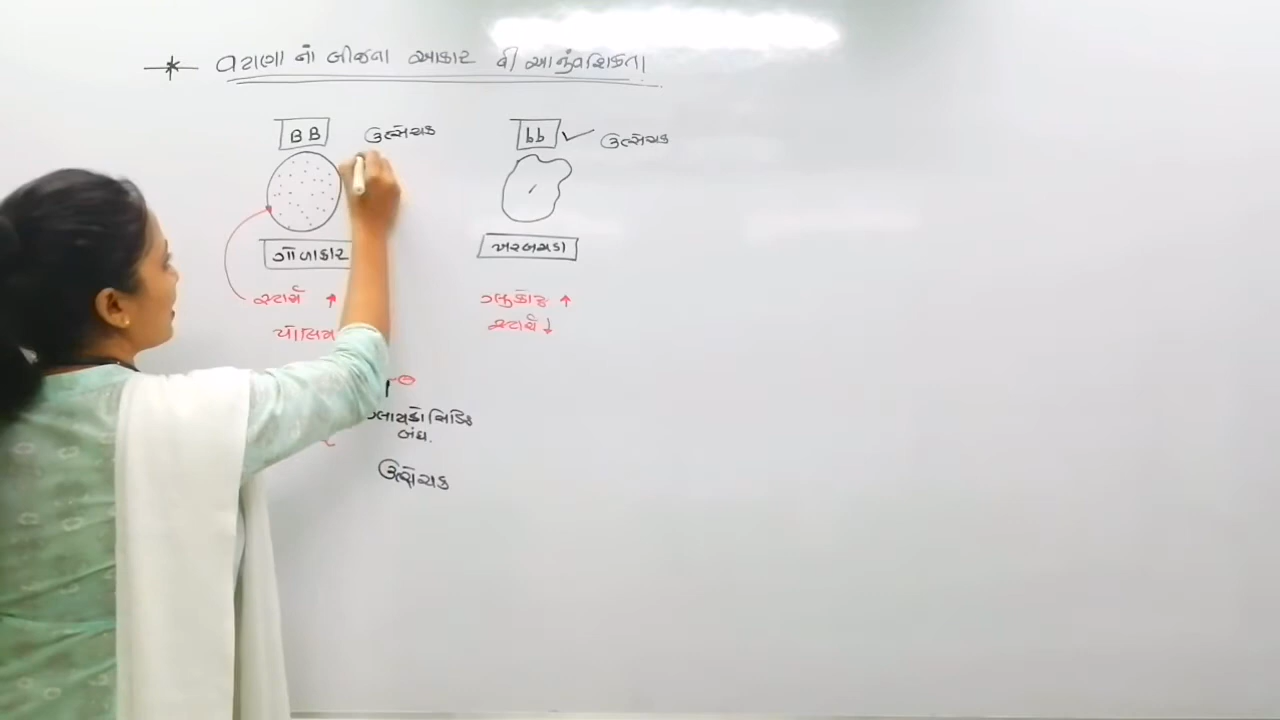 * વટાણા નાં બીજના આકાર ની આનુંવંશિકતા
BB ઉત્સેચક
bb ઉત્સેચક
ગોળાકાર
ખરબચડા
સ્ટાર્ચ ↑
ગ્લુકોઝ ↑
સ્ટાર્ચ ↓
ગ્લાયકોસિડિક
બંધ.
ઉત્સેચક